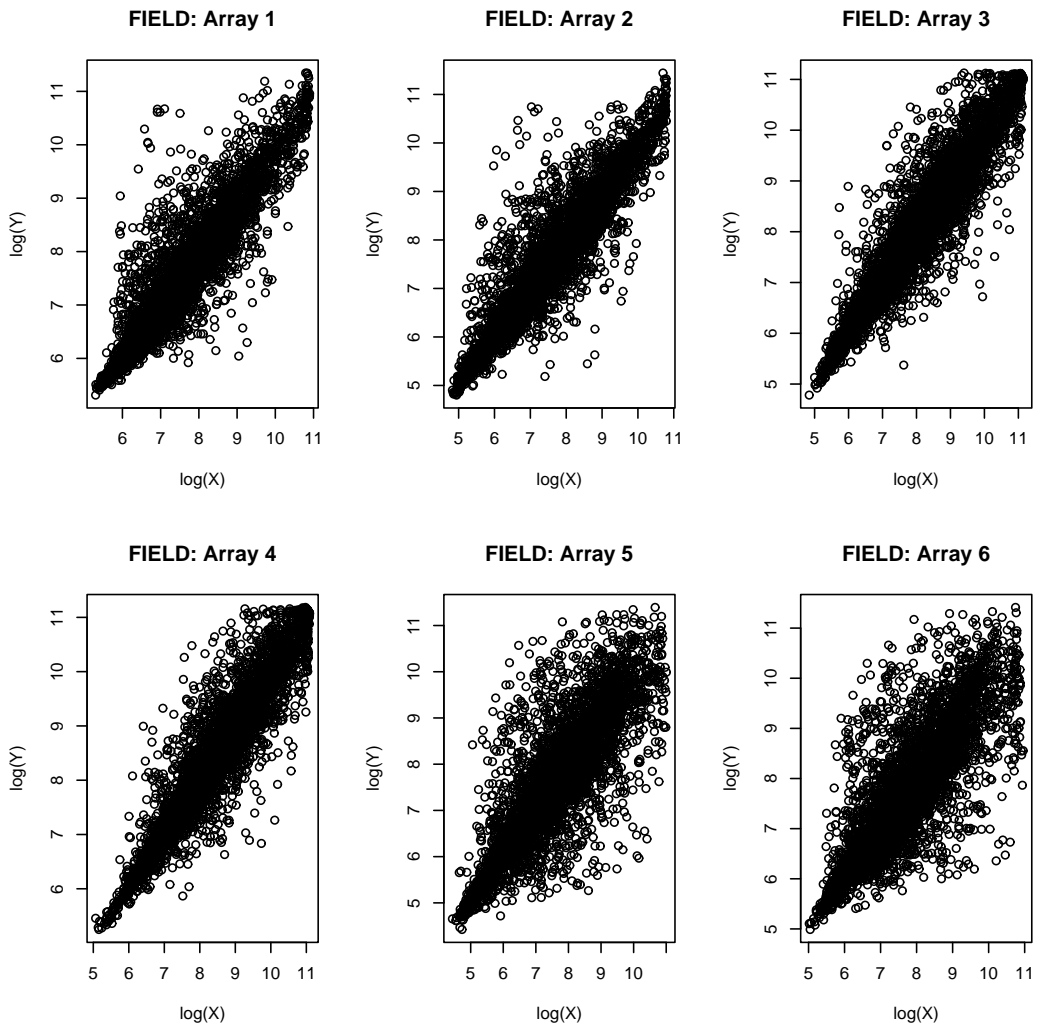 FIELD: Array 1
FIELD: Array 2
FIELD: Array 3
log(Y)
6 7 8 9 10 11
6 7 8 9 10 11
log(X)
log(Y)
5 6 7 8 9 10 11
5 6 7 8 9 10 11
log(X)
log(Y)
5 6 7 8 9 10 11
5 6 7 8 9 10 11
log(X)
FIELD: Array 4
FIELD: Array 5
FIELD: Array 6
log(Y)
6 7 8 9 10 11
5 6 7 8 9 10 11
log(X)
log(Y)
5 6 7 8 9 10 11
5 6 7 8 9 10
log(X)
log(Y)
5 6 7 8 9 10 11
5 6 7 8 9 10 11
log(X)